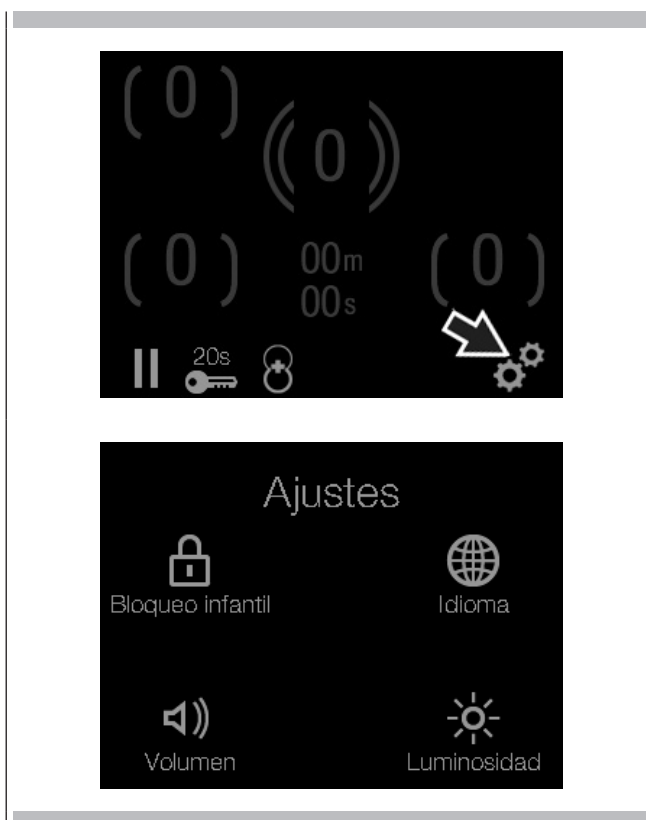 ( 0 )
(( 0 ))
( 0 ) 00m ( 0 )
00s
20s
Ajustes
Bloqueo infantil Idioma
Volumen Luminosidad